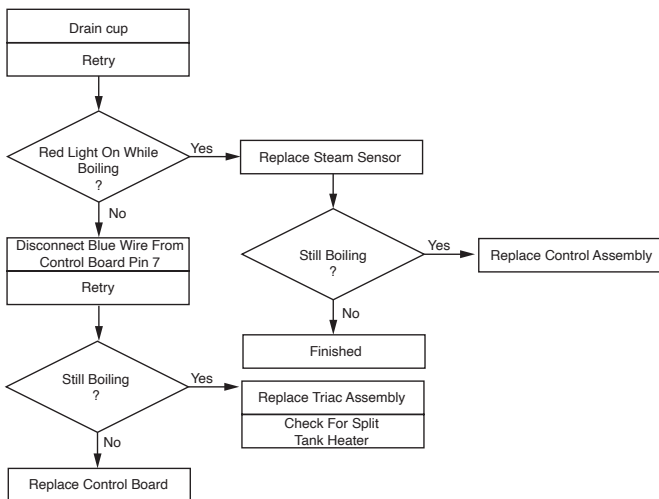 Drain cup
Retry
Red Light On While
Boiling
?
Yes
Replace Steam Sensor
No
Disconnect Blue Wire From
Control Board Pin 7
Retry
Still Boiling
?
Yes
Replace Control Assembly
No
Finished
Still Boiling
?
Yes
Replace Triac Assembly
Check For Split
Tank Heater
No
Replace Control Board